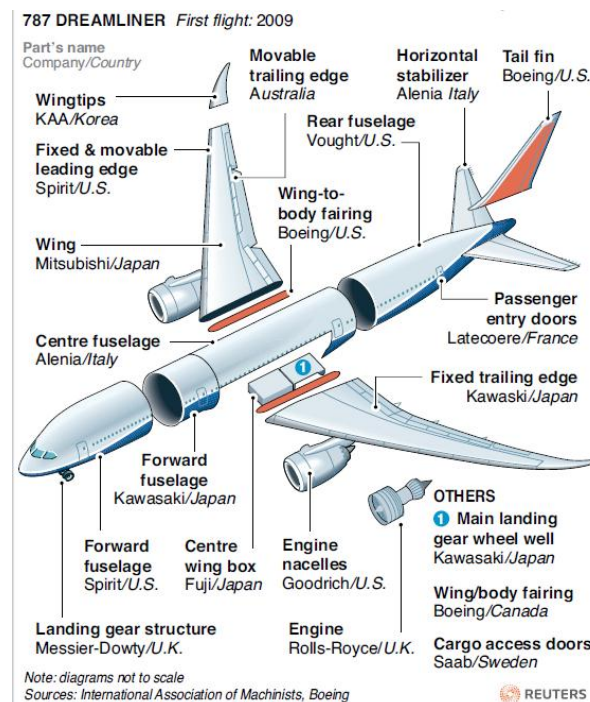 787 DREAMLINER First flight: 2009
Part's name
Company/Country
Wingtips
KAA/Korea
Fixed & movable
leading edge
Spirit/U.S.
Wing
Mitsubishi/Japan
Centre fuselage
Alenia/Italy
Movable
trailing edge
Australia
Wing-to-
body fairing
Boeing/U.S.
Rear fuselage
Vought/U.S.
Horizontal
stabilizer
Alenia Italy
Tail fin
Boeing/U.S.
Passenger
entry doors
Latecoere/France
Fixed trailing edge
Kawaski/Japan
1
Forward
fuselage
Kawasaki/Japan
Forward
fuselage
Spirit/U.S.
Centre
wing box
Fuji/Japan
Engine
nacelles
Goodrich/U.S.
Landing gear structure
Messier-Dowty/U.K.
Engine
Rolls-Royce/U.K.
OTHERS
1 Main landing
gear wheel well
Kawasaki/Japan
Wing/body fairing
Boeing/Canada
Cargo access doors
Saab/Sweden
Note: diagrams not to scale
Sources: International Association of Machinists, Boeing
REUTERS